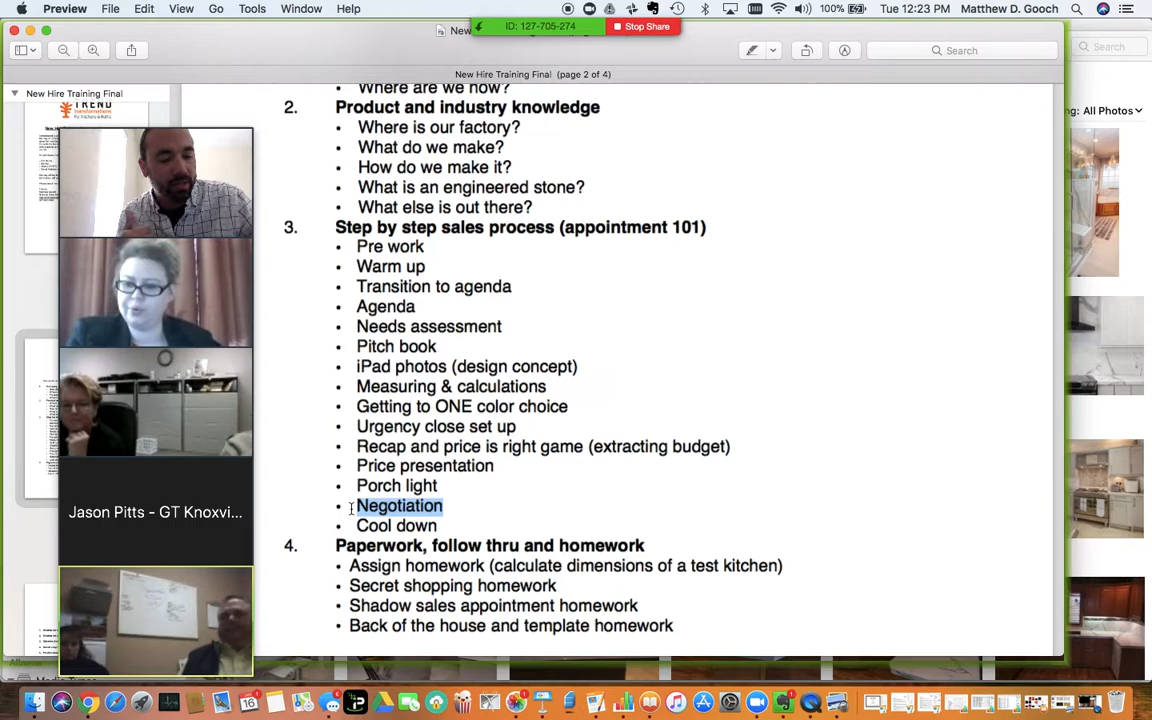 Preview File Edit View Go Tools Window Help
100% Tue 12:23 PM Matthew D. Gooch
ID: 127-705-274 Stop Share
New
Search
Search
New Hire Training Final (page 2 of 4)
New Hire Training Final
All Photos
TREND
transformations
Where are we now?
2. Product and industry knowledge
• Where is our factory?
• What do we make?
• How do we make it?
• What is an engineered stone?
• What else is out there?
3. Step by step sales process (appointment 101)
• Pre work
• Warm up
• Transition to agenda
• Agenda
• Needs assessment
• Pitch book
• iPad photos (design concept)
• Measuring & calculations
• Getting to ONE color choice
• Urgency close set up
• Recap and price is right game (extracting budget)
• Price presentation
• Porch light
• Negotiation
• Cool down
4. Paperwork, follow thru and homework
• Assign homework (calculate dimensions of a test kitchen)
• Secret shopping homework
• Shadow sales appointment homework
• Back of the house and template homework
Jason Pitts - GT Knoxvi...